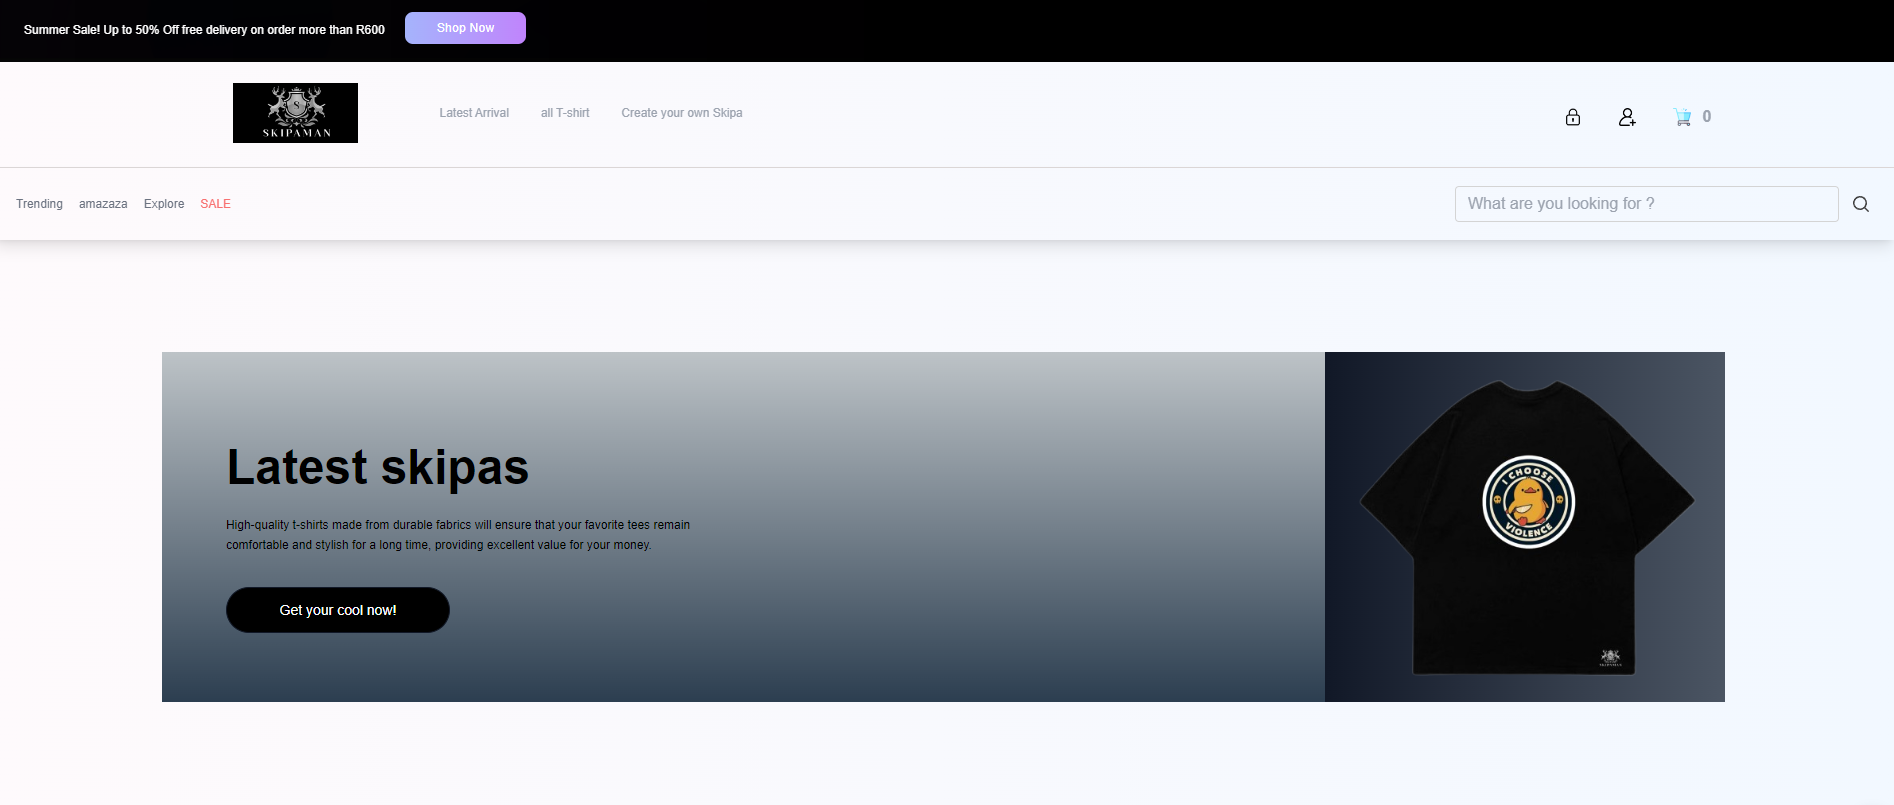 Summer Sale! Up to 50% Off free delivery on order more than R600
Shop Now
SKIPAMAN
Latest Arrival
all T-shirt
Create your own Skipa
0
Trending
amazaza
Explore
SALE
What are you looking for ?
Latest skipas
High-quality t-shirts made from durable fabrics will ensure that your favorite tees remain
comfortable and stylish for a long time, providing excellent value for your money.
Get your cool now!
I CHOOSE
VIOLENCE